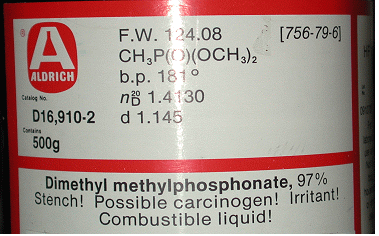 F.W. 124.08 [756-79-6]
CH₃P(O)(OCH₃)₂
b.p. 181°
n²⁰D 1.4130
d 1.145
®
A
ALDRICH
Catalog No.
D16,910-2
Contains
500g
Dimethyl methylphosphonate, 97%
Stench! Possible carcinogen! Irritant!
Combustible liquid!